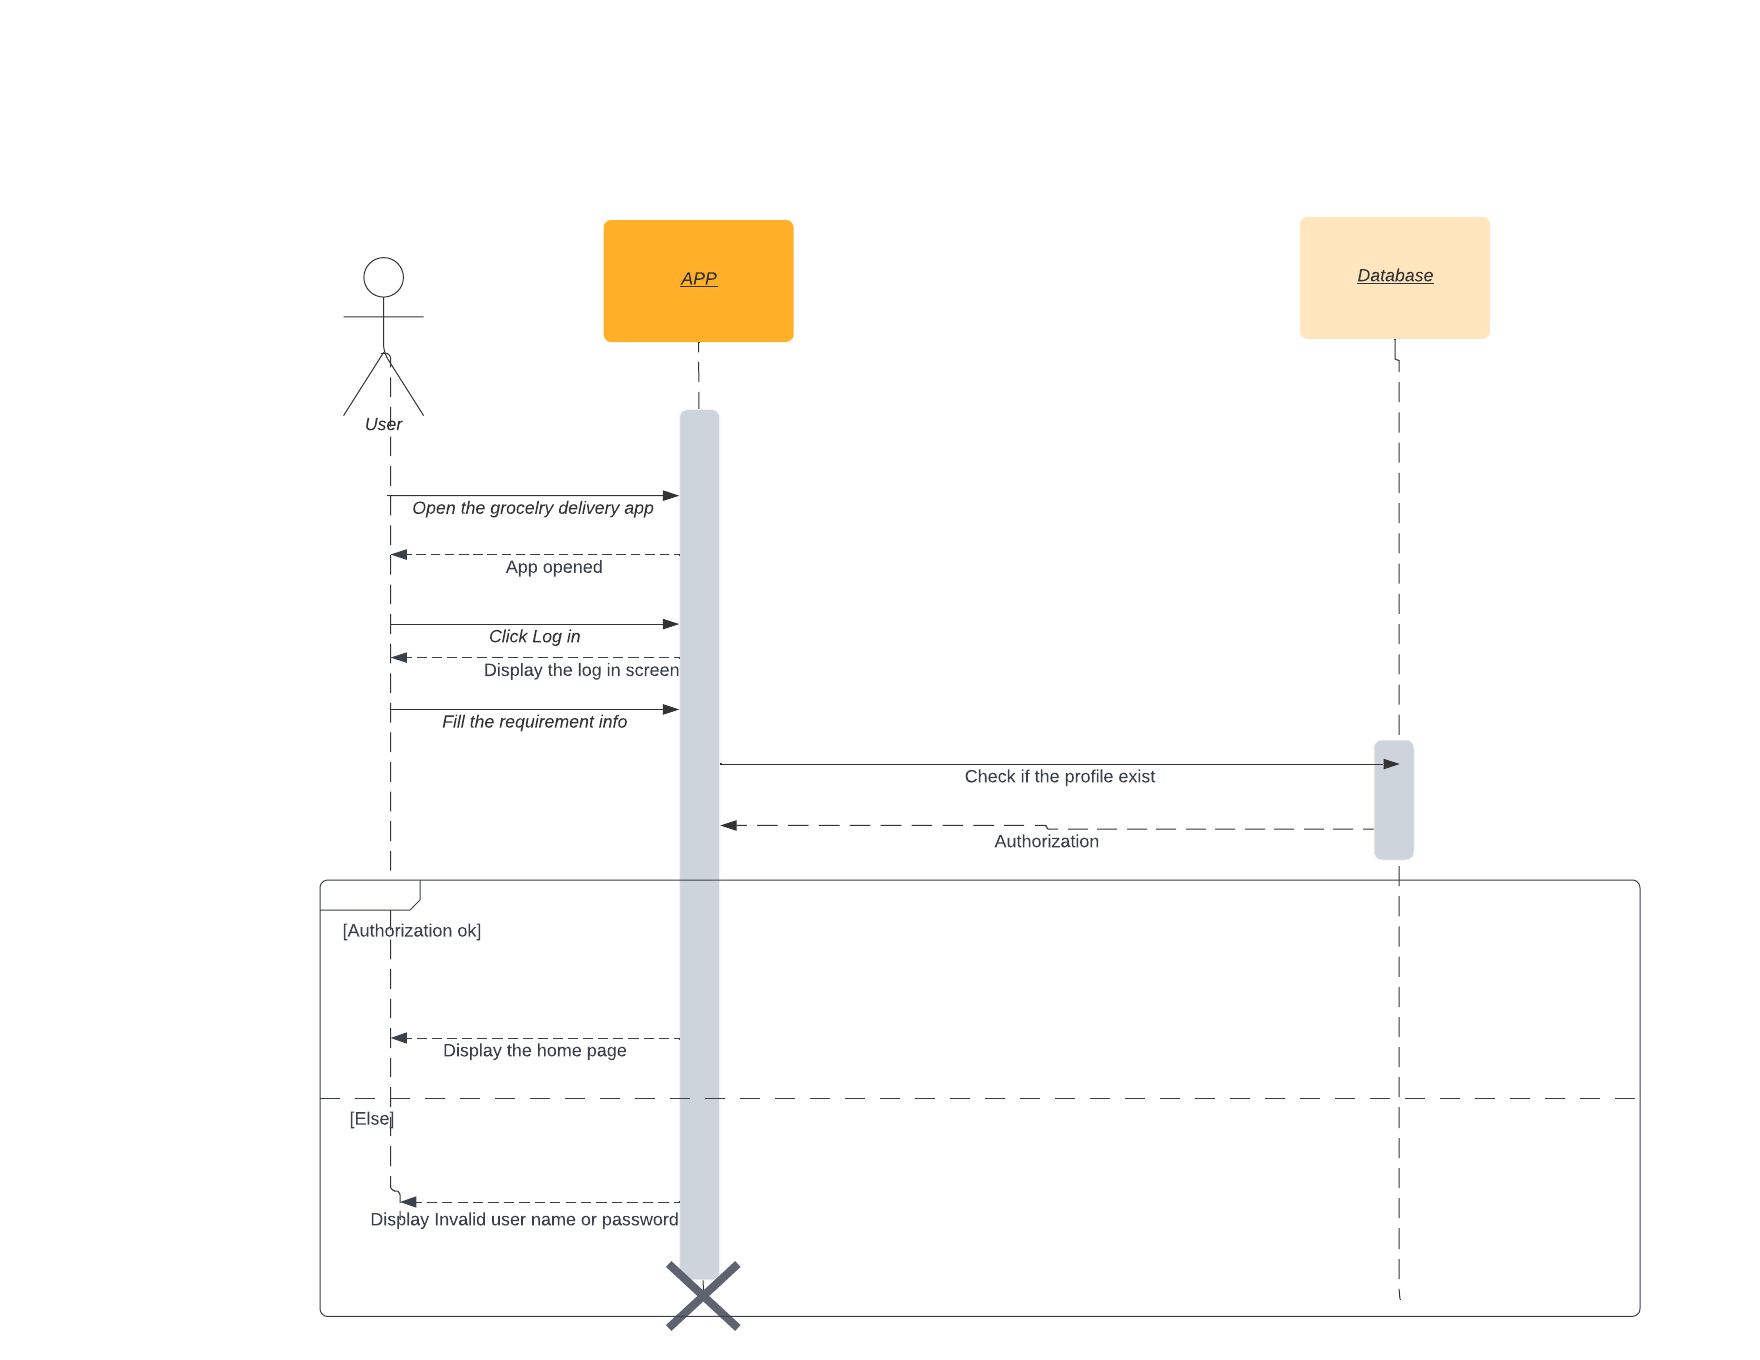 APP
Database
User
Open the grocelry delivery app
App opened
Click Log in
Display the log in screen
Fill the requirement info
Check if the profile exist
Authorization
[Authorization ok]
Display the home page
[Else]
Display Invalid user name or password